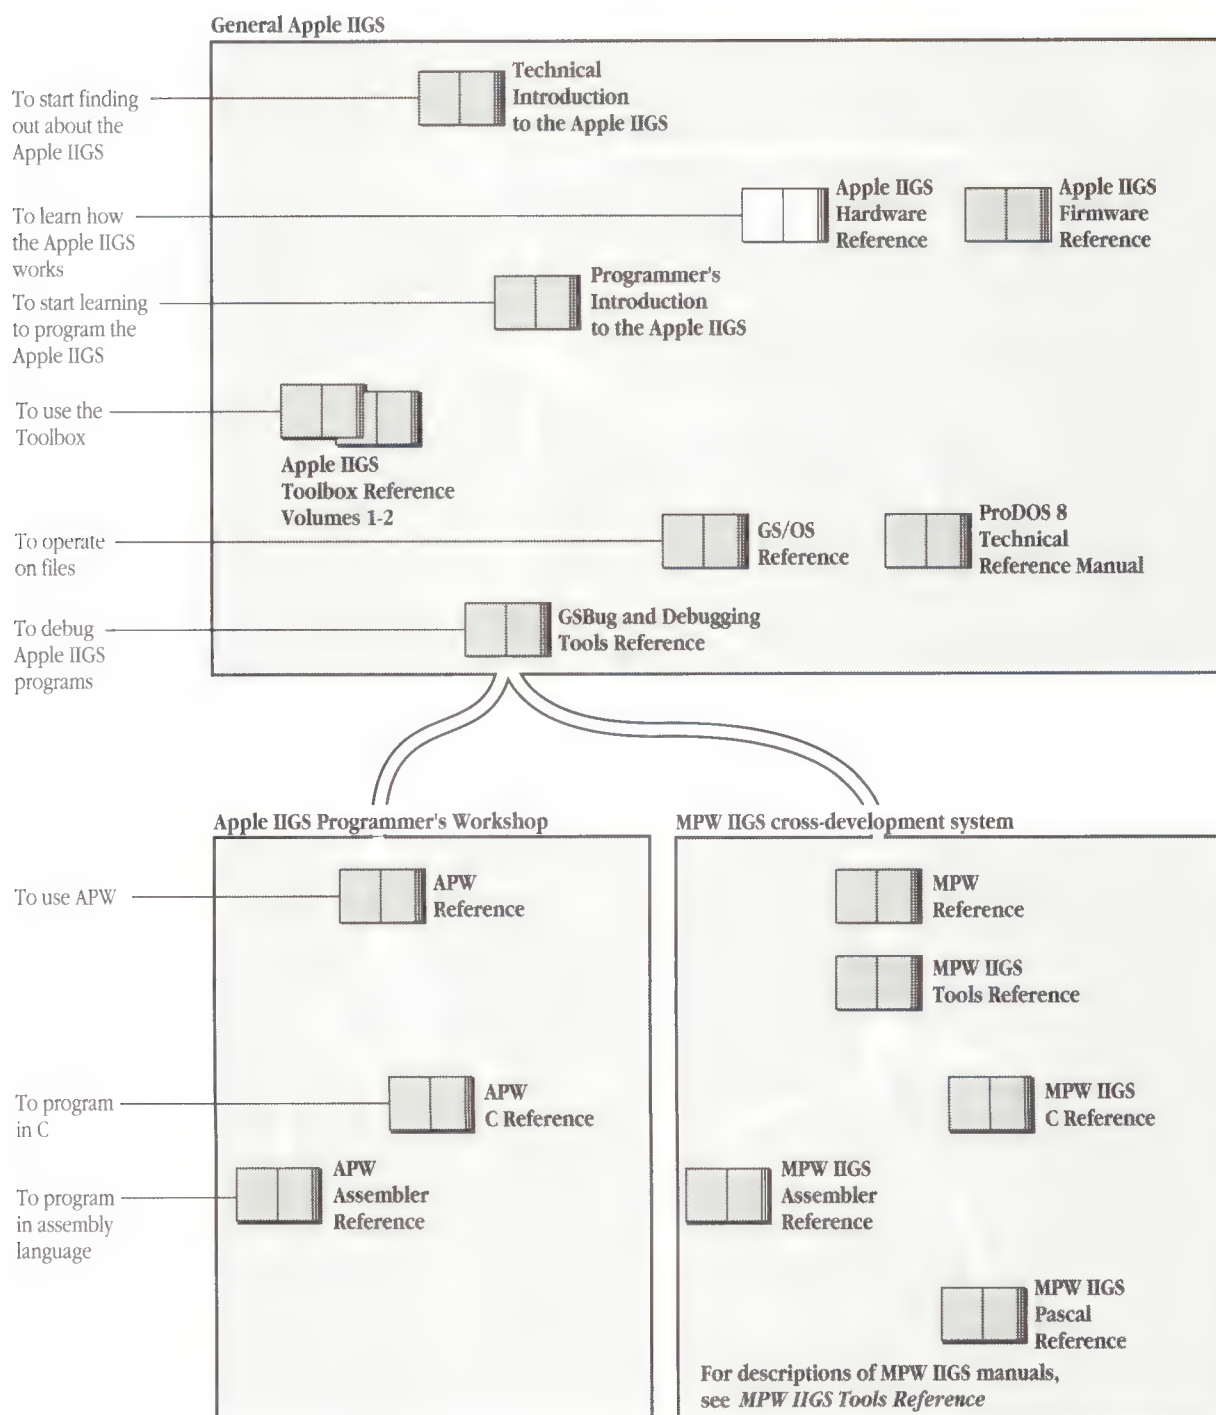 General Apple IIGS
To start finding
out about the
Apple IIGS
Technical
Introduction
to the Apple IIGS
To learn how
the Apple IIGS
works
Apple IIGS
Hardware
Reference
Apple IIGS
Firmware
Reference
To start learning
to program the
Apple IIGS
Programmer's
Introduction
to the Apple IIGS
To use the
Toolbox
Apple IIGS
Toolbox Reference
Volumes 1-2
To operate
on files
GS/OS
Reference
ProDOS 8
Technical
Reference Manual
To debug
Apple IIGS
programs
GSBug and Debugging
Tools Reference
Apple IIGS Programmer's Workshop
To use APW
APW
Reference
To program
in C
APW
C Reference
To program
in assembly
language
APW
Assembler
Reference
MPW IIGS cross-development system
MPW
Reference
MPW IIGS
Tools Reference
MPW IIGS
C Reference
MPW IIGS
Assembler
Reference
MPW IIGS
Pascal
Reference
For descriptions of MPW IIGS manuals,
see MPW IIGS Tools Reference